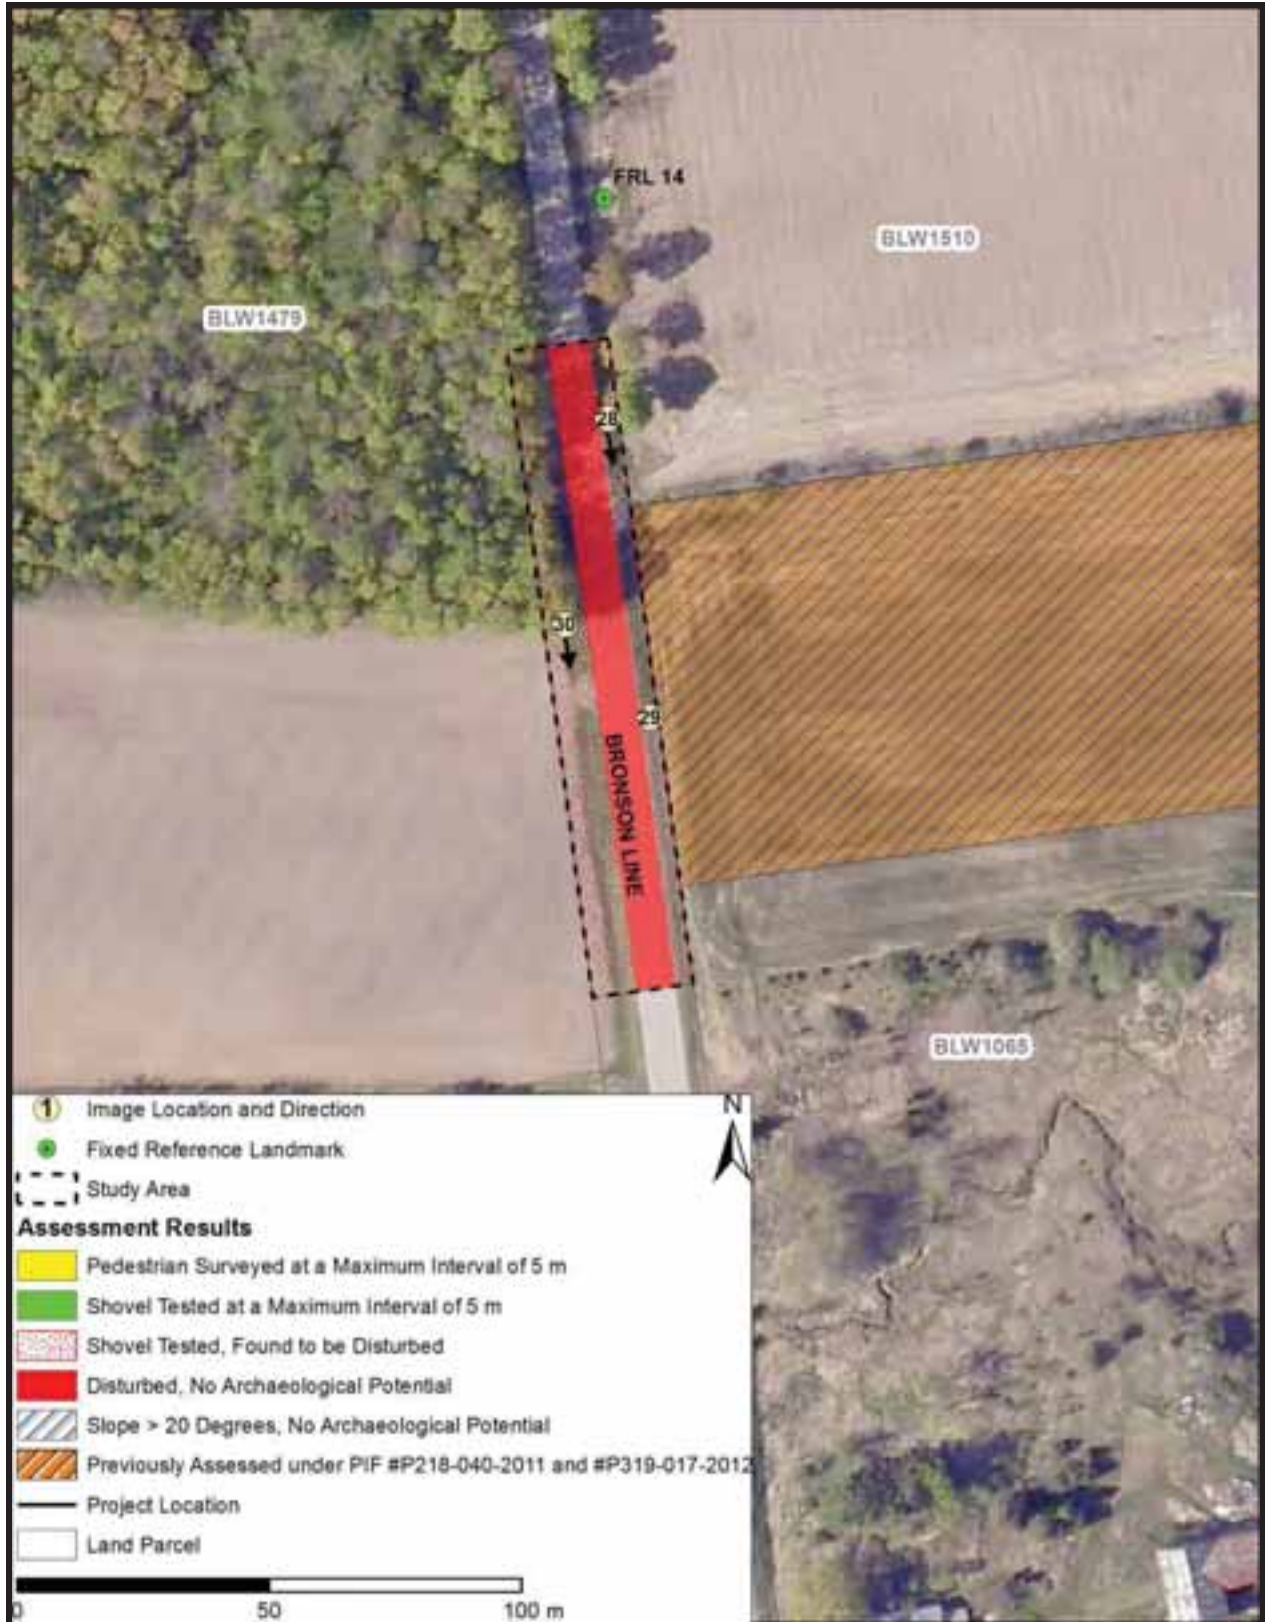 FRL 14
BLW1510
BLW1479
28
30
29
BRONSON LINE
BLW1065
N
1 Image Location and Direction
Fixed Reference Landmark
Study Area
Assessment Results
Pedestrian Surveyed at a Maximum Interval of 5 m
Shovel Tested at a Maximum Interval of 5 m
Shovel Tested, Found to be Disturbed
Disturbed, No Archaeological Potential
Slope > 20 Degrees, No Archaeological Potential
Previously Assessed under PIF #P218-040-2011 and #P319-017-2012
Project Location
Land Parcel
0 50 100 m